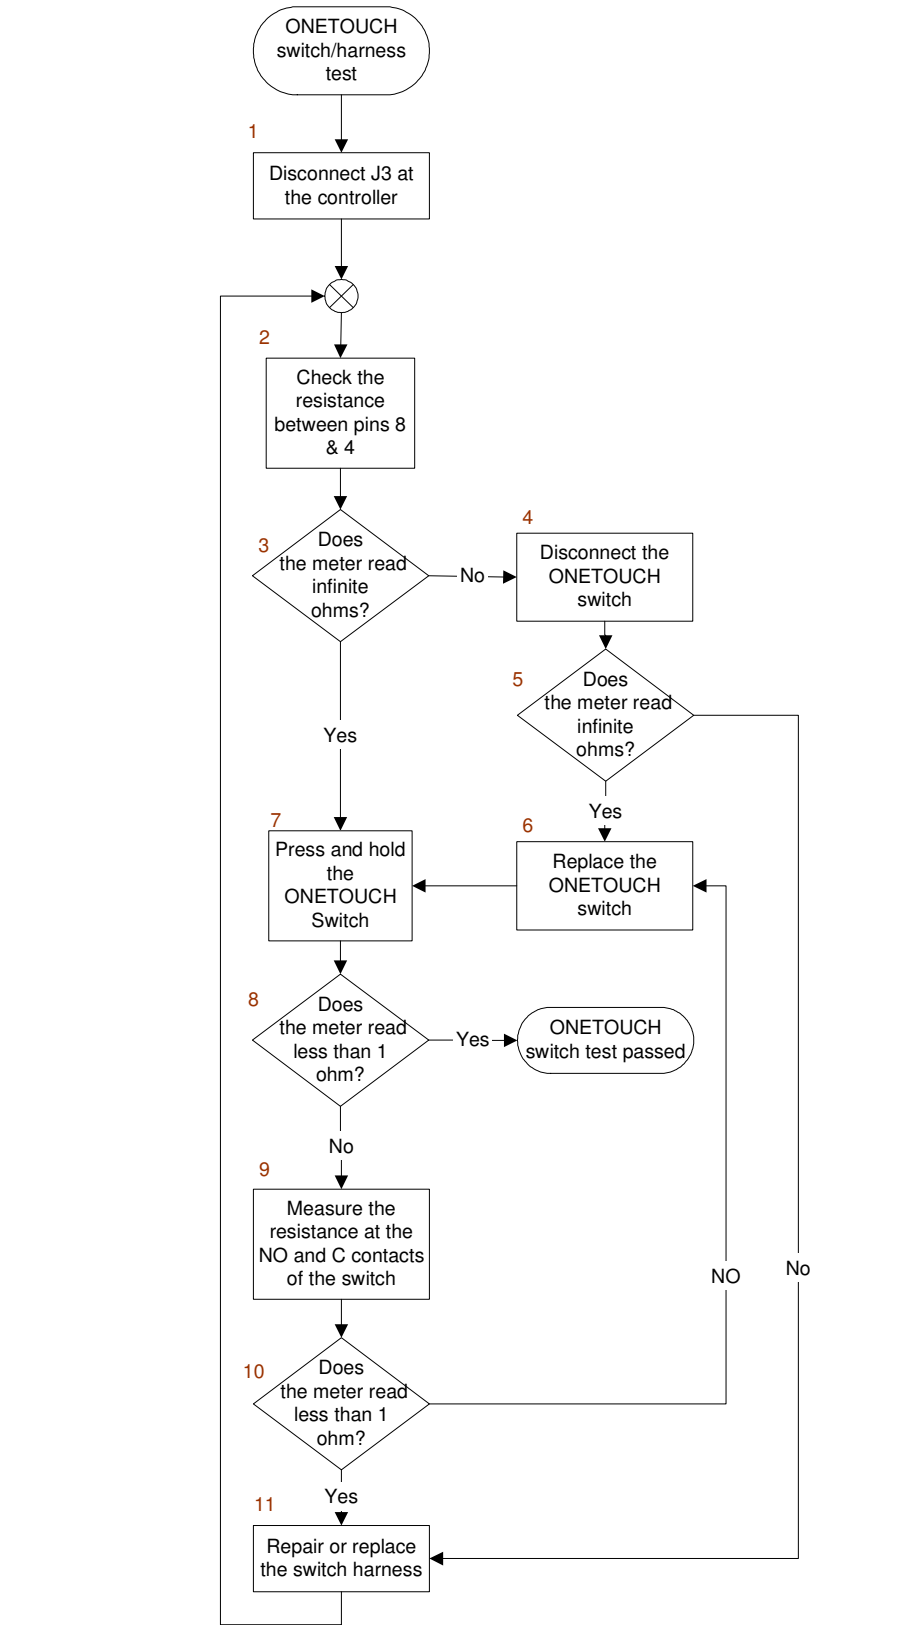 ONETOUCH
switch/harness
test
1
Disconnect J3 at
the controller
2
Check the
resistance
between pins 8
& 4
3
Does
the meter read
infinite
ohms?
No
4
Disconnect the
ONETOUCH
switch
5
Does
the meter read
infinite
ohms?
Yes
Yes
6
Replace the
ONETOUCH
switch
7
Press and hold
the
ONETOUCH
Switch
8
Does
the meter read
less than 1
ohm?
Yes
ONETOUCH
switch test passed
No
9
Measure the
resistance at the
NO and C contacts
of the switch
NO
No
10
Does
the meter read
less than 1
ohm?
Yes
11
Repair or replace
the switch harness